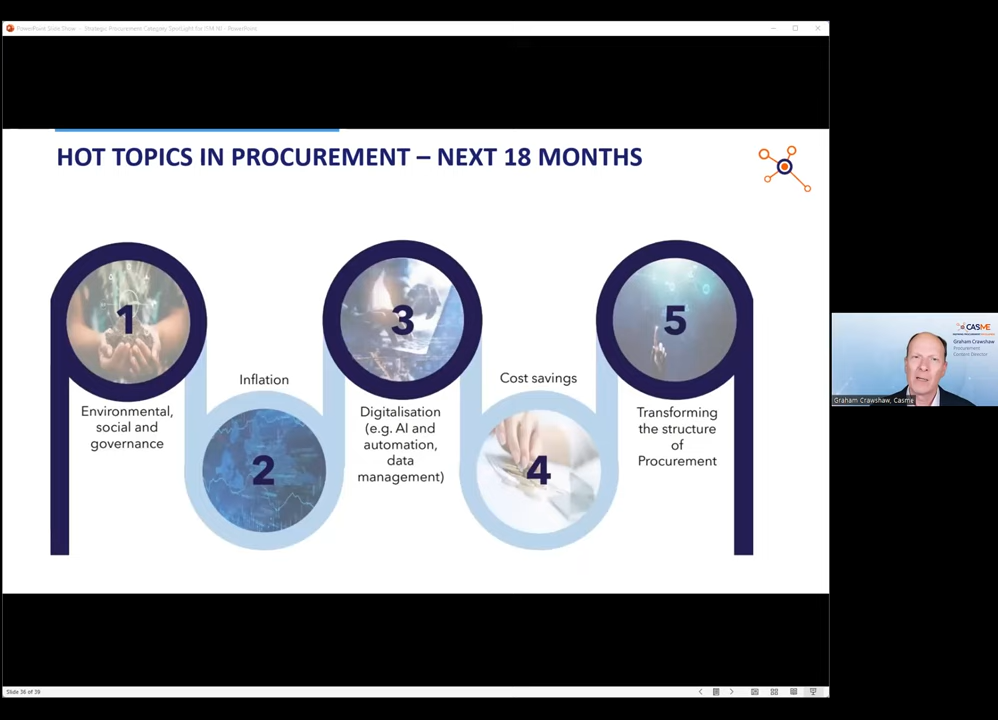 PowerPoint Slide Show - Strategic Procurement Category Spotlight for ISM NI - PowerPoint
HOT TOPICS IN PROCUREMENT – NEXT 18 MONTHS
1
Environmental,
social and
governance
Inflation
2
3
Digitalisation
(e.g. AI and
automation,
data
management)
Cost savings
4
5
Transforming
the structure
of
Procurement
CASME
Graham Crawshaw
Procurement
Content Director
Graham Crawshaw, Casme
Slide 36 of 39